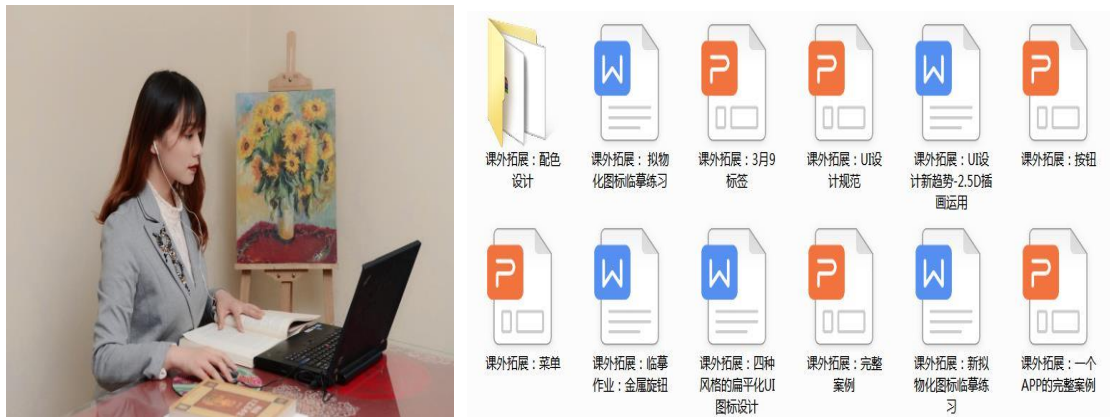 课外拓展：配色
设计
课外拓展： 拟物
化图标临摹练习
课外拓展：3月9
标签
课外拓展：UI设
计规范
课外拓展：UI设
计新趋势-2.5D插
画运用
课外拓展：按钮
课外拓展：菜单
课外拓展：临摹
作业：金属旋钮
课外拓展：四种
风格的扁平化UI
图标设计
课外拓展：完整
案例
课外拓展：新拟
物化图标临摹练
习
课外拓展：一个
APP的完整案例